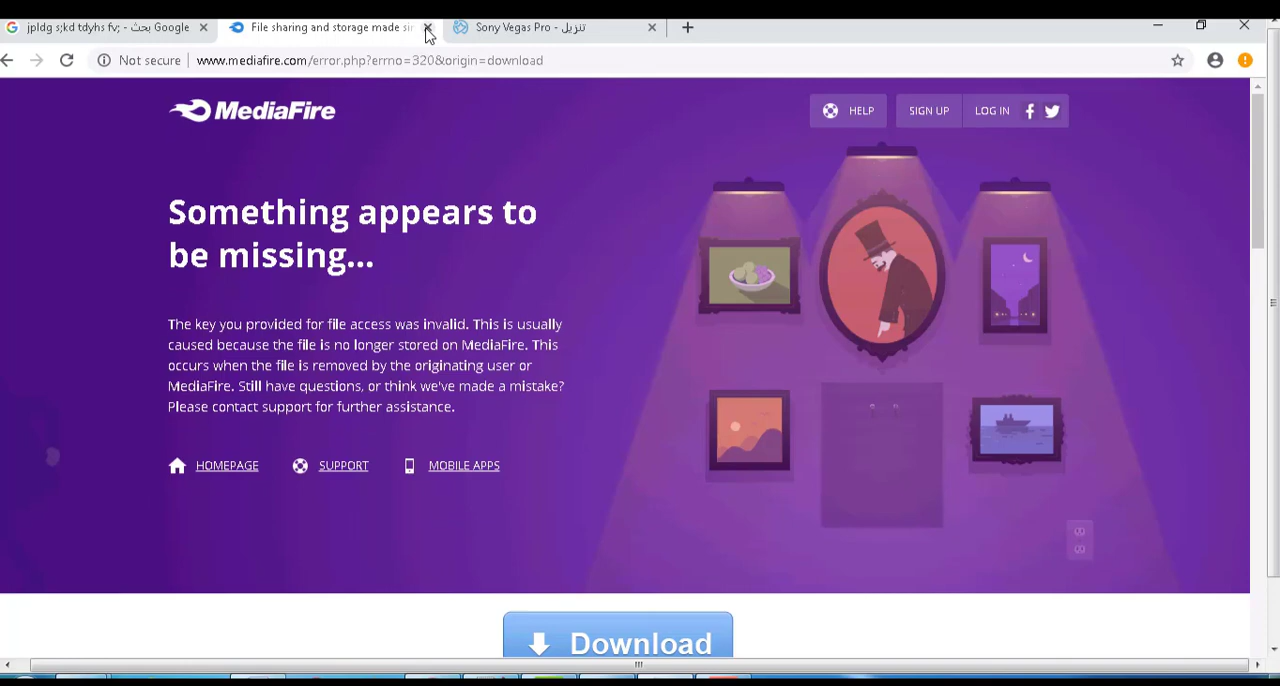 jpldg s;kd tdyhs fv; - بحث Google
File sharing and storage made sir
Sony Vegas Pro - تنزيل
Not secure
www.mediafire.com/error.php?errno=320&origin=download
MediaFire
HELP
SIGN UP
LOG IN
Something appears to
be missing...
The key you provided for file access was invalid. This is usually
caused because the file is no longer stored on MediaFire. This
occurs when the file is removed by the originating user or
MediaFire. Still have questions, or think we've made a mistake?
Please contact support for further assistance.
HOMEPAGE
SUPPORT
MOBILE APPS
Download